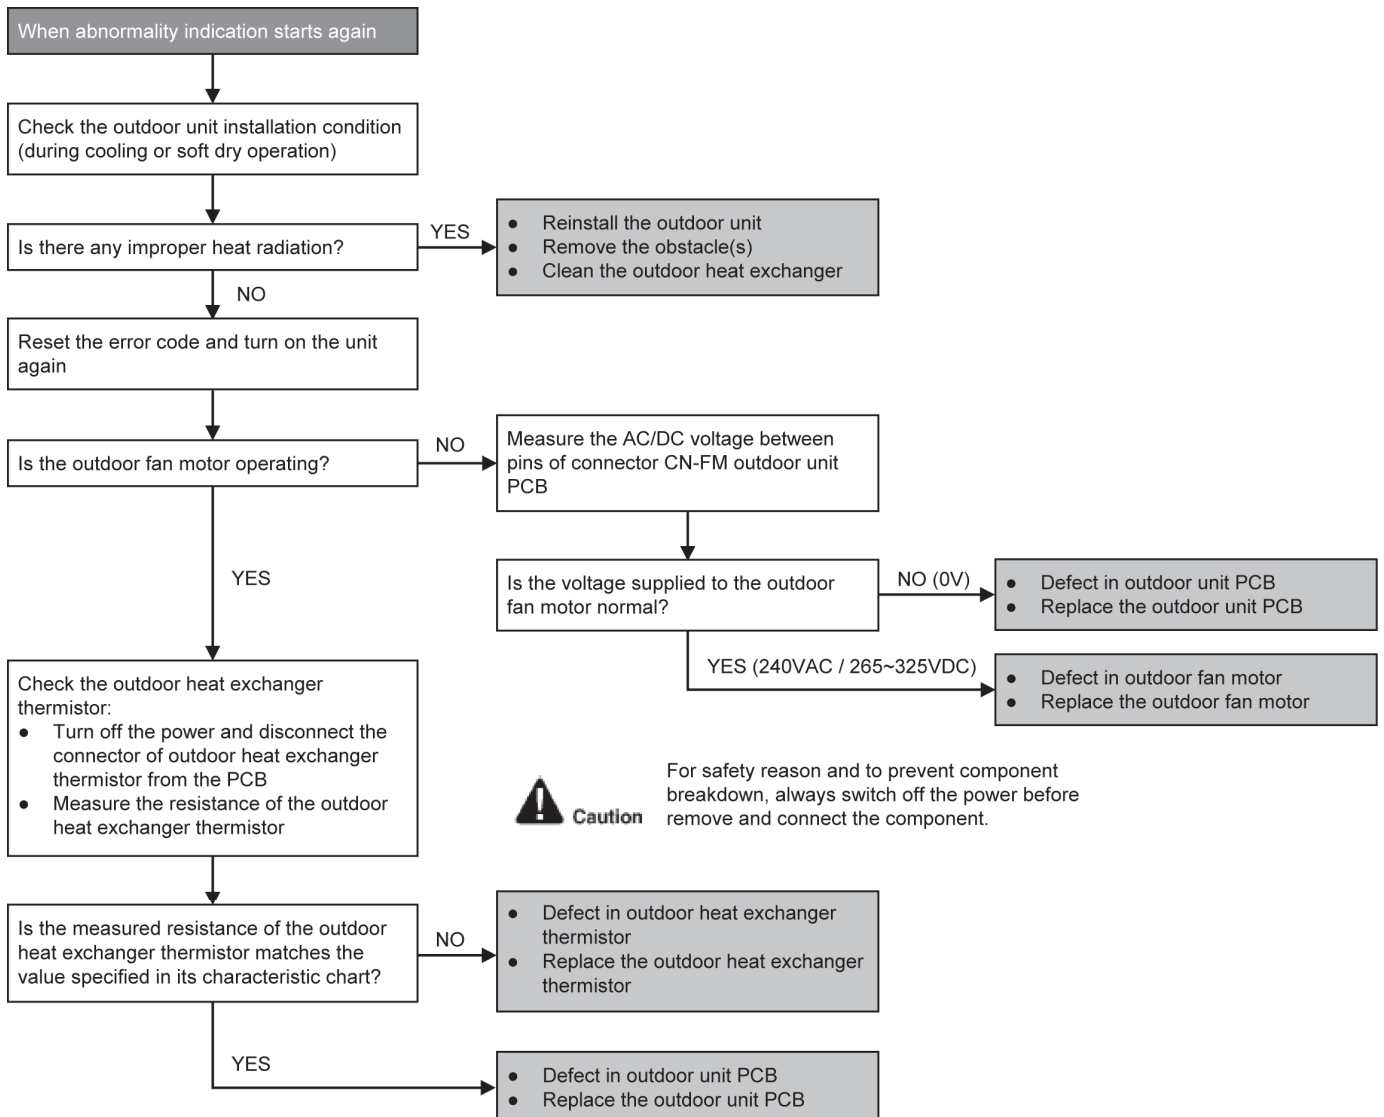 When abnormality indication starts again
Check the outdoor unit installation condition
(during cooling or soft dry operation)
Is there any improper heat radiation?
YES
● Reinstall the outdoor unit
● Remove the obstacle(s)
● Clean the outdoor heat exchanger
NO
Reset the error code and turn on the unit
again
Is the outdoor fan motor operating?
NO
Measure the AC/DC voltage between
pins of connector CN-FM outdoor unit
PCB
Is the voltage supplied to the outdoor
fan motor normal?
NO (0V)
● Defect in outdoor unit PCB
● Replace the outdoor unit PCB
YES (240VAC / 265~325VDC)
● Defect in outdoor fan motor
● Replace the outdoor fan motor
YES
Check the outdoor heat exchanger
thermistor:
● Turn off the power and disconnect the
connector of outdoor heat exchanger
thermistor from the PCB
● Measure the resistance of the outdoor
heat exchanger thermistor
Caution
For safety reason and to prevent component
breakdown, always switch off the power before
remove and connect the component.
Is the measured resistance of the outdoor
heat exchanger thermistor matches the
value specified in its characteristic chart?
NO
● Defect in outdoor heat exchanger
thermistor
● Replace the outdoor heat exchanger
thermistor
YES
● Defect in outdoor unit PCB
● Replace the outdoor unit PCB